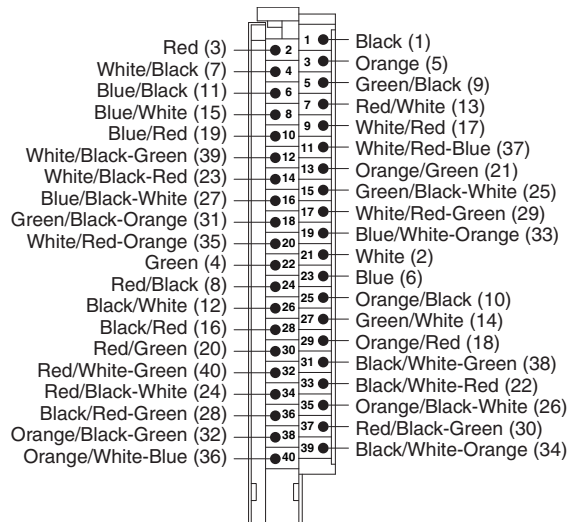 1 Black (1)
Red (3) 2
3 Orange (5)
White/Black (7) 4
5 Green/Black (9)
Blue/Black (11) 6
7 Red/White (13)
Blue/White (15) 8
9 White/Red (17)
Blue/Red (19) 10
11 White/Red-Blue (37)
White/Black-Green (39) 12
13 Orange/Green (21)
White/Black-Red (23) 14
15 Green/Black-White (25)
Blue/Black-White (27) 16
17 White/Red-Green (29)
Green/Black-Orange (31) 18
19 Blue/White-Orange (33)
White/Red-Orange (35) 20
21 White (2)
Green (4) 22
23 Blue (6)
Red/Black (8) 24
25 Orange/Black (10)
Black/White (12) 26
27 Green/White (14)
Black/Red (16) 28
29 Orange/Red (18)
Red/Green (20) 30
31 Black/White-Green (38)
Red/White-Green (40) 32
33 Black/White-Red (22)
Red/Black-White (24) 34
35 Orange/Black-White (26)
Black/Red-Green (28) 36
37 Red/Black-Green (30)
Orange/Black-Green (32) 38
39 Black/White-Orange (34)
Orange/White-Blue (36) 40